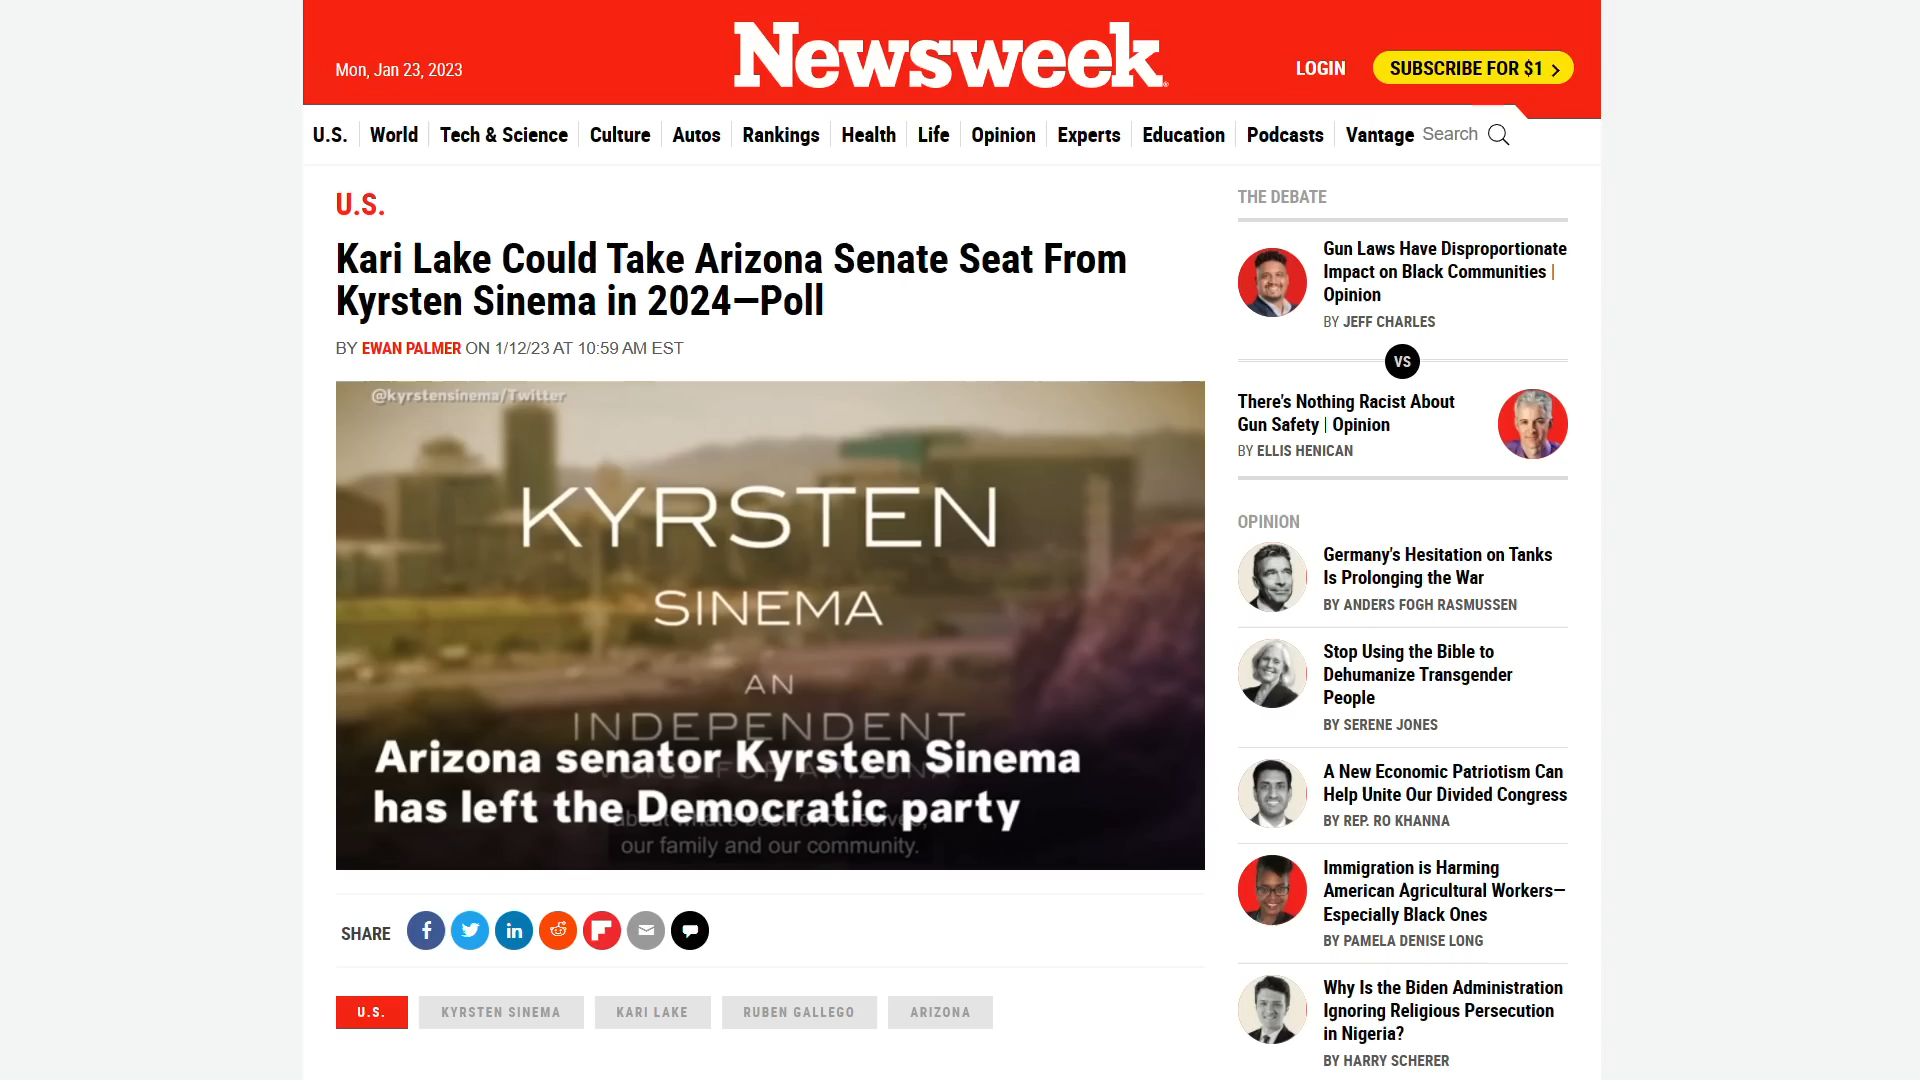 Mon, Jan 23, 2023
Newsweek
LOGIN
SUBSCRIBE FOR $1 >
U.S.
World
Tech & Science
Culture
Autos
Rankings
Health
Life
Opinion
Experts
Education
Podcasts
Vantage
Search
U.S.
Kari Lake Could Take Arizona Senate Seat From
Kyrsten Sinema in 2024—Poll
BY EWAN PALMER ON 1/12/23 AT 10:59 AM EST
@kyrstensinema/Twitter
KYRSTEN
SINEMA
AN
INDEPENDENT
VOICE FOR ARIZONA
Arizona senator Kyrsten Sinema
has left the Democratic party
about what's best for ourselves,
our family and our community.
SHARE
U.S.
KYRSTEN SINEMA
KARI LAKE
RUBEN GALLEGO
ARIZONA
THE DEBATE
Gun Laws Have Disproportionate
Impact on Black Communities |
Opinion
BY JEFF CHARLES
VS
There's Nothing Racist About
Gun Safety | Opinion
BY ELLIS HENICAN
OPINION
Germany's Hesitation on Tanks
Is Prolonging the War
BY ANDERS FOGH RASMUSSEN
Stop Using the Bible to
Dehumanize Transgender
People
BY SERENE JONES
A New Economic Patriotism Can
Help Unite Our Divided Congress
BY REP. RO KHANNA
Immigration is Harming
American Agricultural Workers—
Especially Black Ones
BY PAMELA DENISE LONG
Why Is the Biden Administration
Ignoring Religious Persecution
in Nigeria?
BY HARRY SCHERER